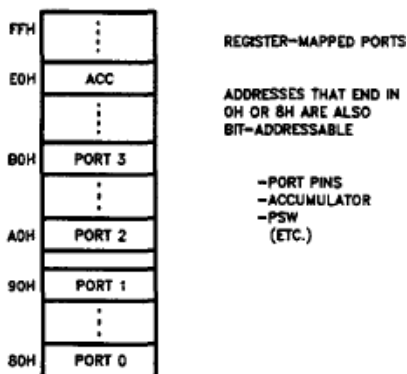 FFH
REGISTER-MAPPED PORTS
E0H ACC
ADDRESSES THAT END IN
0H OR 8H ARE ALSO
BIT-ADDRESSABLE
B0H PORT 3
-PORT PINS
-ACCUMULATOR
-PSW
(ETC.)
A0H PORT 2
90H PORT 1
80H PORT 0